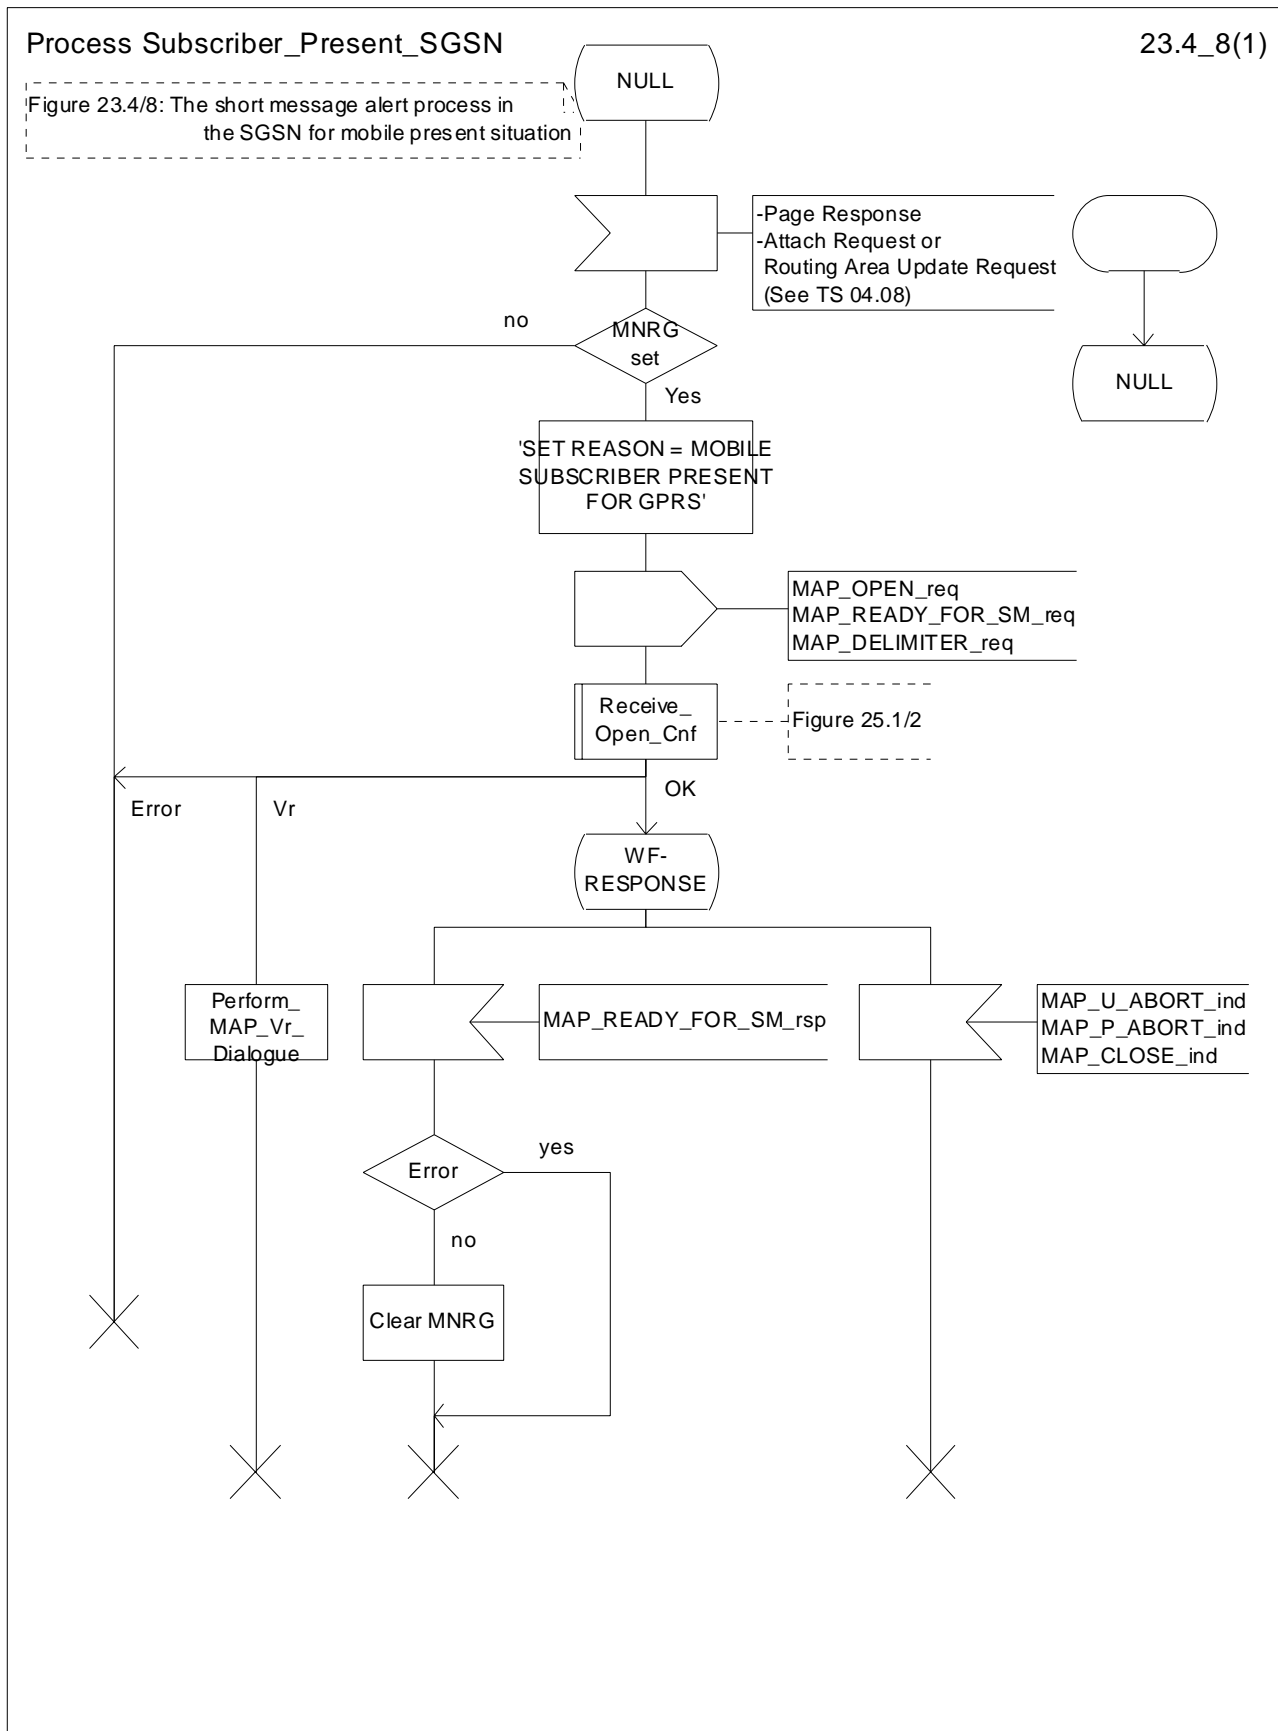 Process Subscriber_Present_SGSN
23.4_8(1)
Figure 23.4/8: The short message alert process in
the SGSN for mobile present situation
NULL
-Page Response
-Attach Request or
Routing Area Update Request
(See TS 04.08)
NULL
no
MNRG
set
Yes
'SET REASON = MOBILE
SUBSCRIBER PRESENT
FOR GPRS'
MAP_OPEN_req
MAP_READY_FOR_SM_req
MAP_DELIMITER_req
Receive_
Open_Cnf
Figure 25.1/2
Error
Vr
OK
WF-
RESPONSE
Perform_
MAP_Vr_
Dialogue
MAP_READY_FOR_SM_rsp
MAP_U_ABORT_ind
MAP_P_ABORT_ind
MAP_CLOSE_ind
Error
yes
no
Clear MNRG